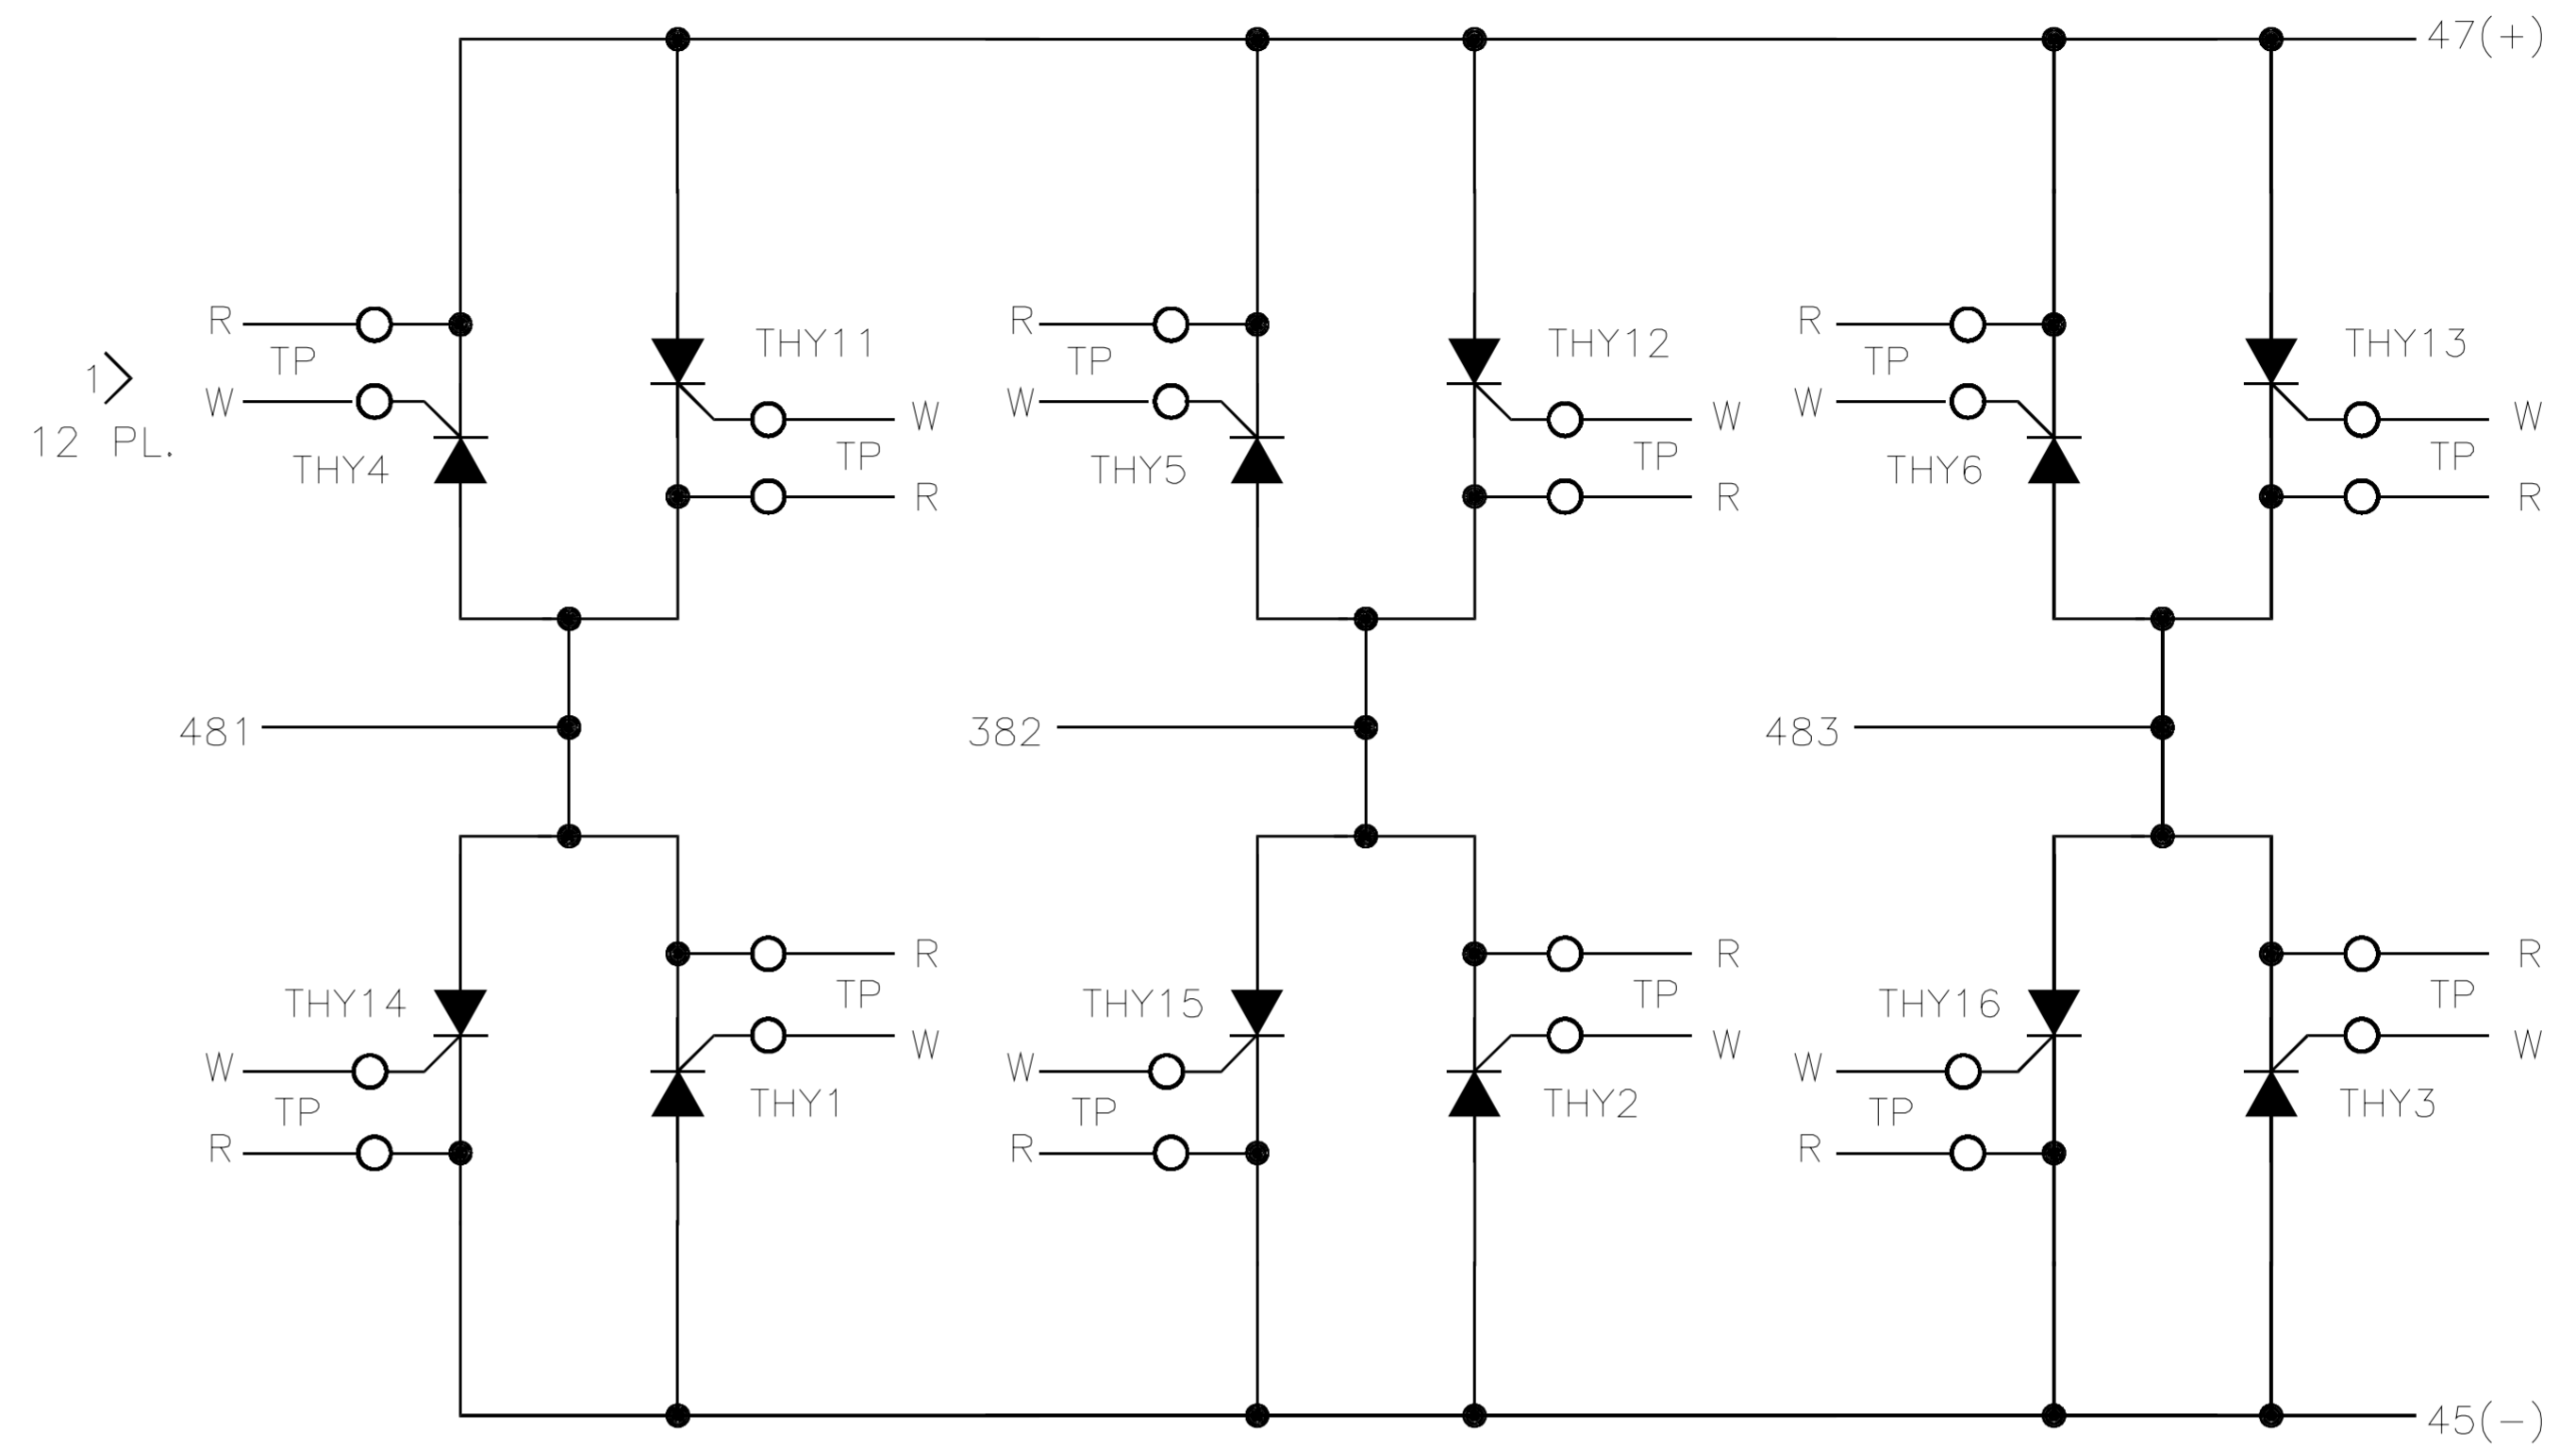 47(+)
R TP THY11 R TP THY12 R TP THY13
1>
W W W W W W
12 PL. THY4 TP THY5 TP THY6 TP
R R R
481 382 483
R R R
THY14 TP THY15 TP THY16 TP
W W W W W W
TP THY1 TP THY2 TP THY3
R R R
45(−)